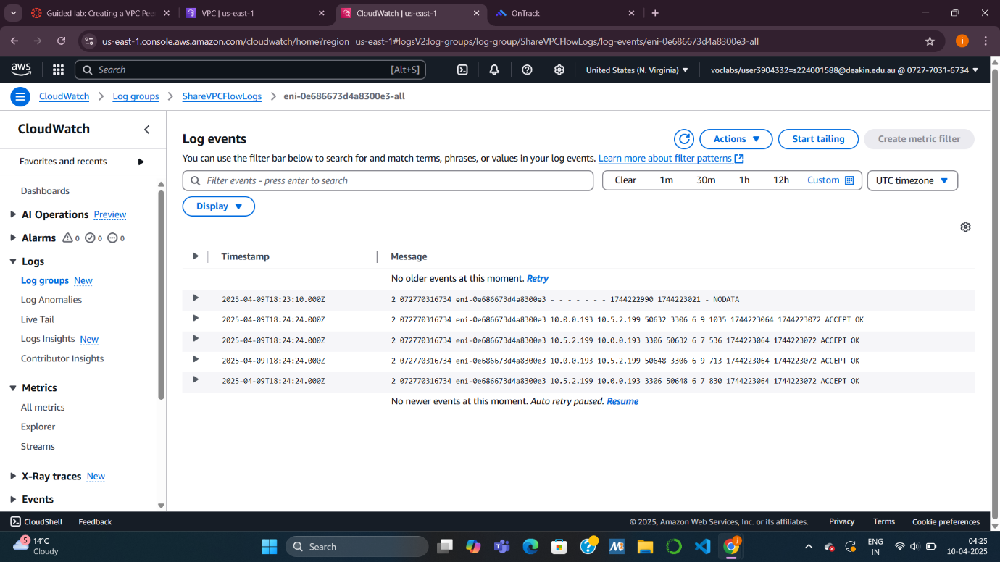 Guided lab: Creating a VPC Pee
VPC | us-east-1
CloudWatch | us-east-1
OnTrack
us-east-1.console.aws.amazon.com/cloudwatch/home?region=us-east-1#logsV2:log-groups/log-group/ShareVPCFlowLogs/log-events/eni-0e686673d4a8300e3-all
j
aws
Search [Alt+S]
United States (N. Virginia)
voclabs/user3904332=s224001588@deakin.edu.au @ 0727-7031-6734
CloudWatch
Log groups
ShareVPCFlowLogs
eni-0e686673d4a8300e3-all
CloudWatch
Favorites and recents
Dashboards
AI Operations Preview
Alarms 0 0 0
Logs
Log groups New
Log Anomalies
Live Tail
Logs Insights New
Contributor Insights
Metrics
All metrics
Explorer
Streams
X-Ray traces New
Events
Log events
Actions
Start tailing
Create metric filter
You can use the filter bar below to search for and match terms, phrases, or values in your log events. Learn more about filter patterns
Filter events - press enter to search
Clear 1m 30m 1h 12h Custom
UTC timezone
Display
Timestamp Message
No older events at this moment. Retry
2025-04-09T18:23:10.000Z 2 072770316734 eni-0e686673d4a8300e3 - - - - - - - 1744222990 1744223021 - NODATA
2025-04-09T18:24:24.000Z 2 072770316734 eni-0e686673d4a8300e3 10.0.0.193 10.5.2.199 50632 3306 6 9 1035 1744223064 1744223072 ACCEPT OK
2025-04-09T18:24:24.000Z 2 072770316734 eni-0e686673d4a8300e3 10.5.2.199 10.0.0.193 3306 50632 6 7 536 1744223064 1744223072 ACCEPT OK
2025-04-09T18:24:24.000Z 2 072770316734 eni-0e686673d4a8300e3 10.0.0.193 10.5.2.199 50648 3306 6 9 713 1744223064 1744223072 ACCEPT OK
2025-04-09T18:24:24.000Z 2 072770316734 eni-0e686673d4a8300e3 10.5.2.199 10.0.0.193 3306 50648 6 7 830 1744223064 1744223072 ACCEPT OK
No newer events at this moment. Auto retry paused. Resume
CloudShell
Feedback
© 2025, Amazon Web Services, Inc. or its affiliates.
Privacy
Terms
Cookie preferences
5
14°C
Cloudy
Search
ENG
IN
04:25
10-04-2025